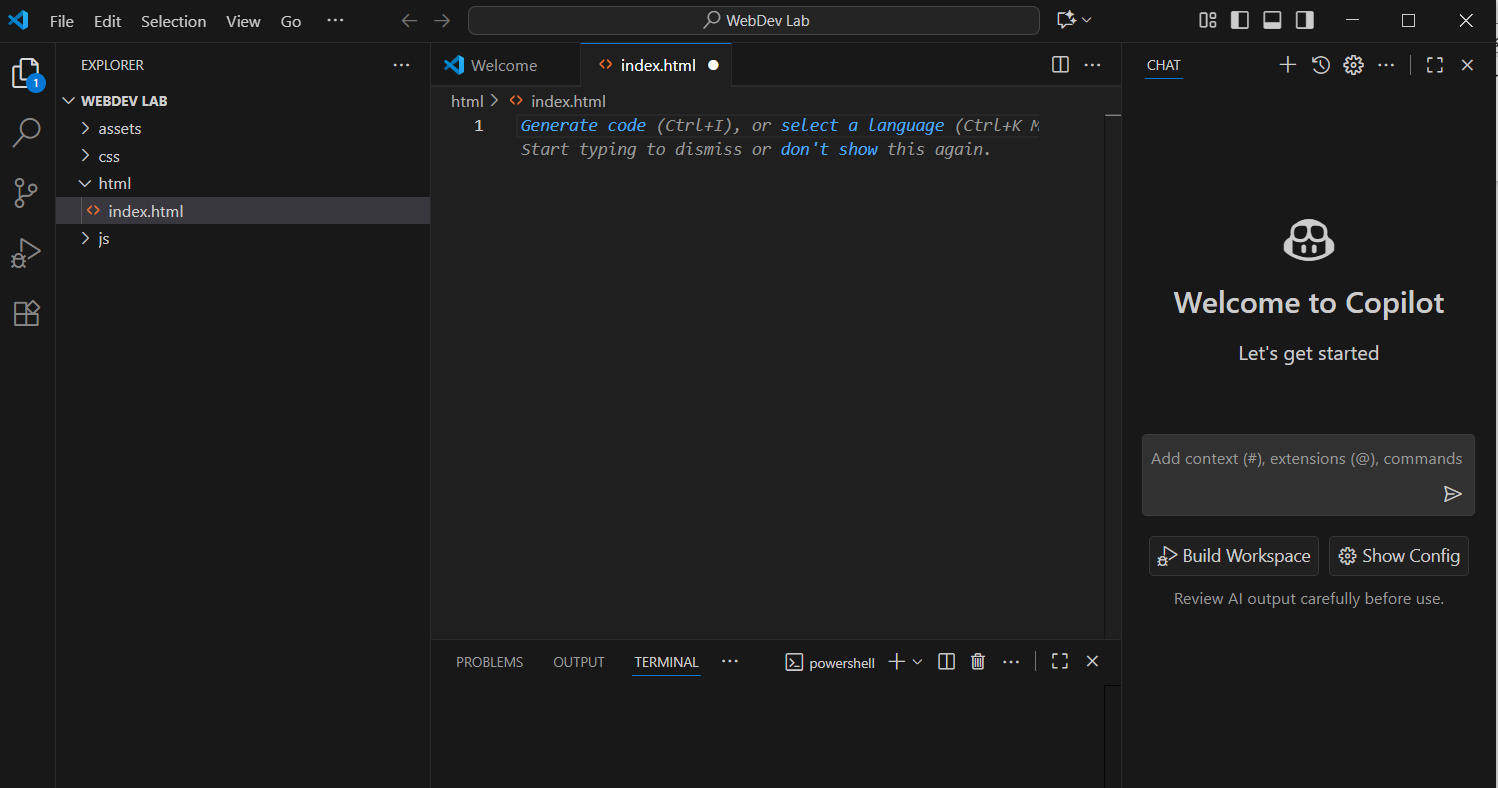 File Edit Selection View Go
WebDev Lab
1
EXPLORER
WEBDEV LAB
assets
css
html
index.html
js
Welcome
index.html
html > index.html
1
Generate code (Ctrl+I), or select a language (Ctrl+K
Start typing to dismiss or don't show this again.
PROBLEMS OUTPUT TERMINAL
powershell
CHAT
Welcome to Copilot
Let's get started
Add context (#), extensions (@), commands
Build Workspace
Show Config
Review AI output carefully before use.